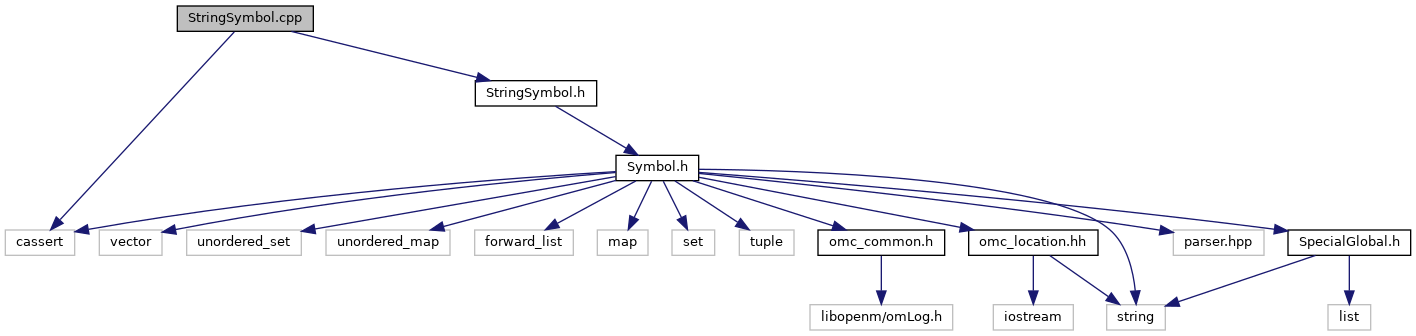 StringSymbol.cpp
StringSymbol.h
Symbol.h
cassert
vector
unordered_set
unordered_map
forward_list
map
set
tuple
omc_common.h
omc_location.hh
parser.hpp
SpecialGlobal.h
libopenm/omLog.h
iostream
string
list